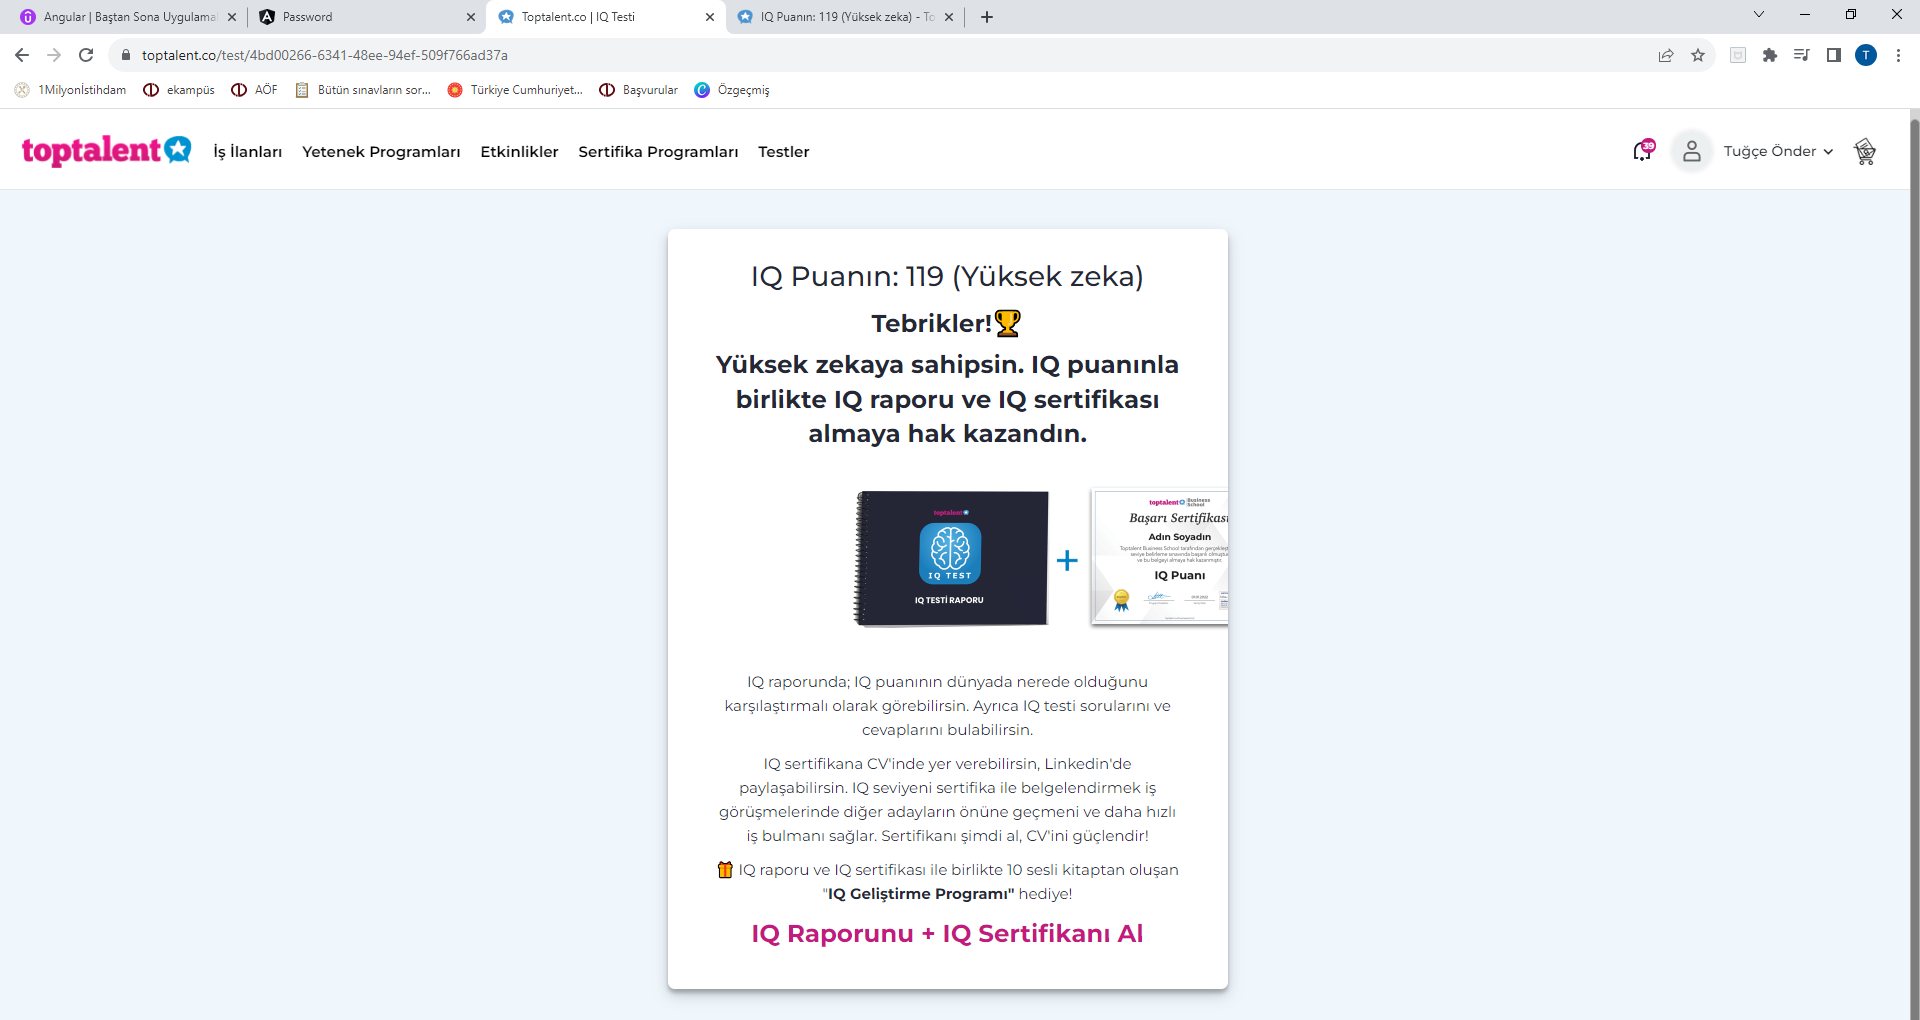 Angular | Baştan Sona Uygulama
Password
Toptalent.co | IQ Testi
IQ Puanın: 119 (Yüksek zeka) - To
toptalent.co/test/4bd00266-6341-48ee-94ef-509f766ad37a
T
1Milyonİstihdam
ekampüs
AÖF
Bütün sınavların sor...
Türkiye Cumhuriyet...
Başvurular
Özgeçmiş
toptalent
İş İlanları
Yetenek Programları
Etkinlikler
Sertifika Programları
Testler
39
Tuğçe Önder
IQ Puanın: 119 (Yüksek zeka)
Tebrikler!
Yüksek zekaya sahipsin. IQ puanınla
birlikte IQ raporu ve IQ sertifikası
almaya hak kazandın.
toptalent
IQ TEST
IQ TESTİ RAPORU
+
toptalent Business School
Başarı Sertifikası
Adın Soyadın
IQ Puanı
IQ raporunda; IQ puanının dünyada nerede olduğunu
karşılaştırmalı olarak görebilirsin. Ayrıca IQ testi sorularını ve
cevaplarını bulabilirsin.
IQ sertifikana CV'inde yer verebilirsin, Linkedin'de
paylaşabilirsin. IQ seviyeni sertifika ile belgelendirmek iş
görüşmelerinde diğer adayların önüne geçmeni ve daha hızlı
iş bulmanı sağlar. Sertifikanı şimdi al, CV'ini güçlendir!
IQ raporu ve IQ sertifikası ile birlikte 10 sesli kitaptan oluşan
"IQ Geliştirme Programı" hediye!
IQ Raporunu + IQ Sertifikanı Al